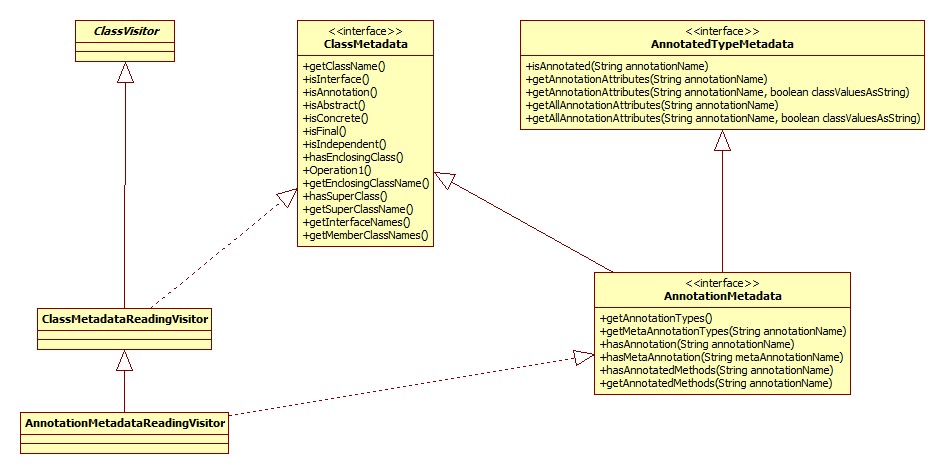 ClassVisitor
<<interface>>
ClassMetadata
+getClassName()
+isInterface()
+isAnnotation()
+isAbstract()
+isConcrete()
+isFinal()
+isIndependent()
+hasEnclosingClass()
+Operation1()
+getEnclosingClassName()
+hasSuperClass()
+getSuperClassName()
+getInterfaceNames()
+getMemberClassNames()
<<interface>>
AnnotatedTypeMetadata
+isAnnotated(String annotationName)
+getAnnotationAttributes(String annotationName)
+getAnnotationAttributes(String annotationName, boolean classValuesAsString)
+getAllAnnotationAttributes(String annotationName)
+getAllAnnotationAttributes(String annotationName, boolean classValuesAsString)
ClassMetadataReadingVisitor
<<interface>>
AnnotationMetadata
+getAnnotationTypes()
+getMetaAnnotationTypes(String annotationName)
+hasAnnotation(String annotationName)
+hasMetaAnnotation(String metaAnnotationName)
+hasAnnotatedMethods(String annotationName)
+getAnnotatedMethods(String annotationName)
AnnotationMetadataReadingVisitor